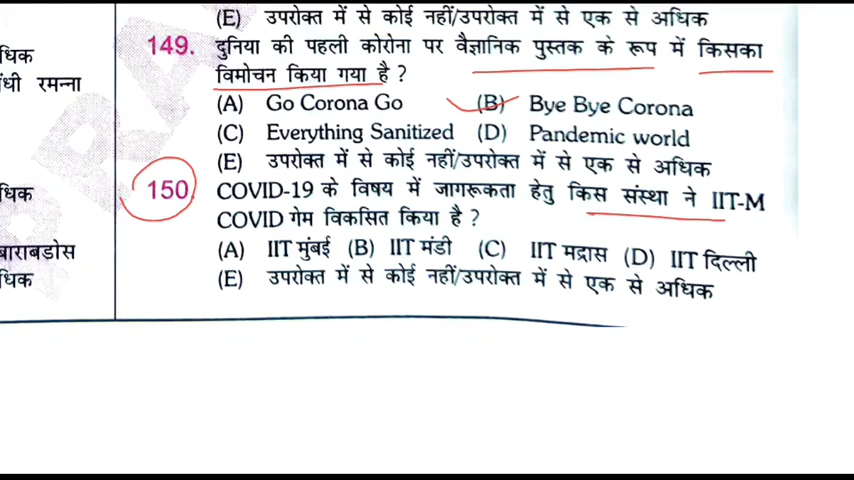 (E) उपरोक्त में से कोई नहीं/उपरोक्त में से एक से अधिक
धिक
149. दुनिया की पहली कोरोना पर वैज्ञानिक पुस्तक के रूप में किसका
विमोचन किया गया है ?
ंधी रमन्ना
(A) Go Corona Go (B) Bye Bye Corona
(C) Everything Sanitized (D) Pandemic world
(E) उपरोक्त में से कोई नहीं/उपरोक्त में से एक से अधिक
धिक
150. COVID-19 के विषय में जागरूकता हेतु किस संस्था ने IIT-M
COVID गेम विकसित किया है ?
बाराबडोस
(A) IIT मुंबई (B) IIT मंडी (C) IIT मद्रास (D) IIT दिल्ली
धिक
(E) उपरोक्त में से कोई नहीं/उपरोक्त में से एक से अधिक